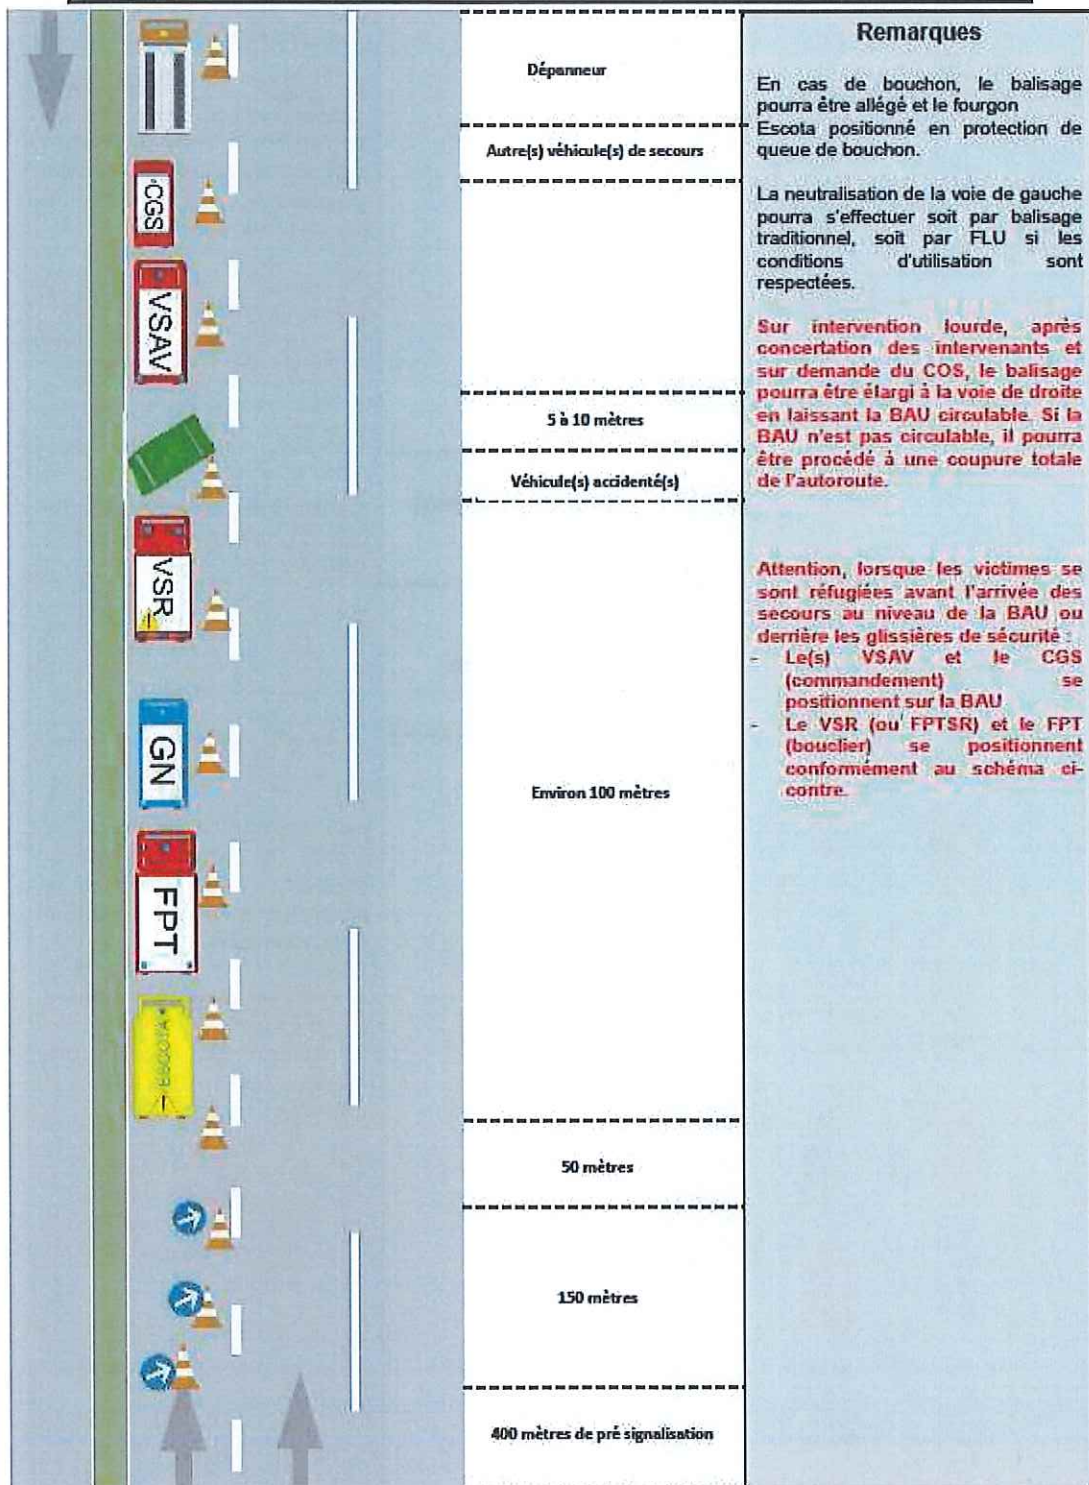 Dépanneur
Autre(s) véhicule(s) de secours
5 à 10 mètres
Véhicule(s) accidenté(s)
Environ 100 mètres
50 mètres
150 mètres
400 mètres de pré signalisation
CGS
VSAV
VSR
GN
FPT
ESCOTA
Remarques
En cas de bouchon, le balisage
pourra être allégé et le fourgon
Escota positionné en protection de
queue de bouchon.
La neutralisation de la voie de gauche
pourra s'effectuer soit par balisage
traditionnel, soit par FLU si les
conditions d'utilisation sont
respectées.
Sur intervention lourde, après
concertation des intervenants et
sur demande du COS, le balisage
pourra être élargi à la voie de droite
en laissant la BAU circulable. Si la
BAU n'est pas circulable, il pourra
être procédé à une coupure totale
de l'autoroute.
Attention, lorsque les victimes se
sont réfugiées avant l'arrivée des
secours au niveau de la BAU ou
derrière les glissières de sécurité :
- Le(s) VSAV et le CGS
(commandement) se
positionnent sur la BAU
- Le VSR (ou FPTSR) et le FPT
(bouclier) se positionnent
conformément au schéma ci-
contre.